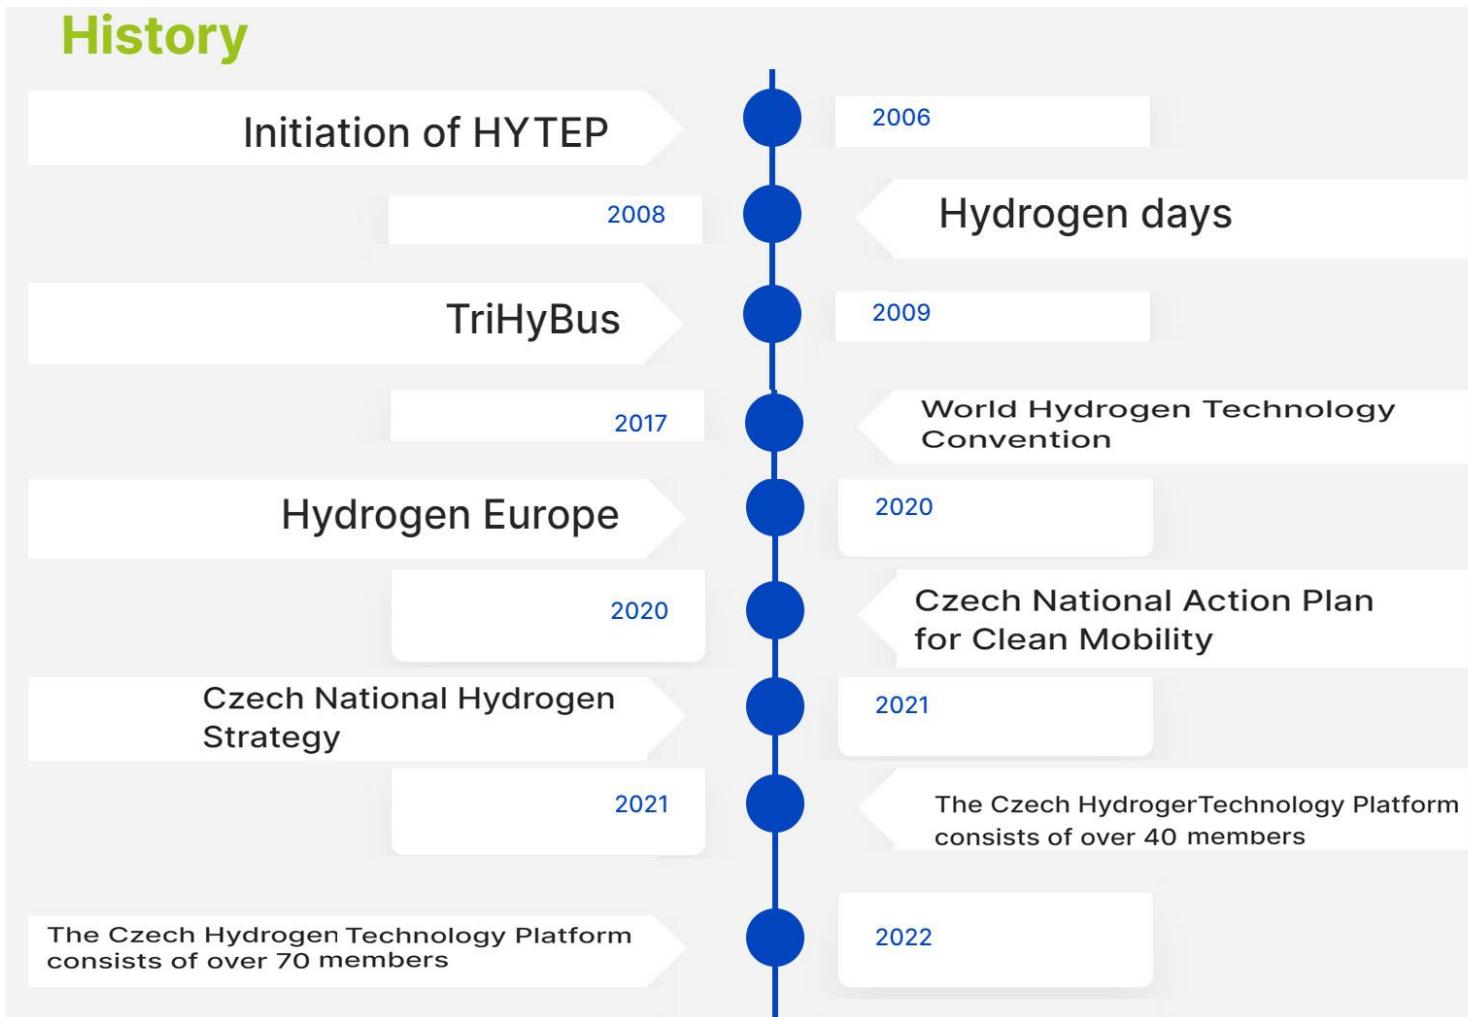 History
Initiation of HYTEP
2006
2008
Hydrogen days
TriHyBus
2009
2017
World Hydrogen Technology
Convention
Hydrogen Europe
2020
2020
Czech National Action Plan
for Clean Mobility
Czech National Hydrogen
Strategy
2021
2021
The Czech HydrogerTechnology Platform
consists of over 40 members
The Czech Hydrogen Technology Platform
consists of over 70 members
2022